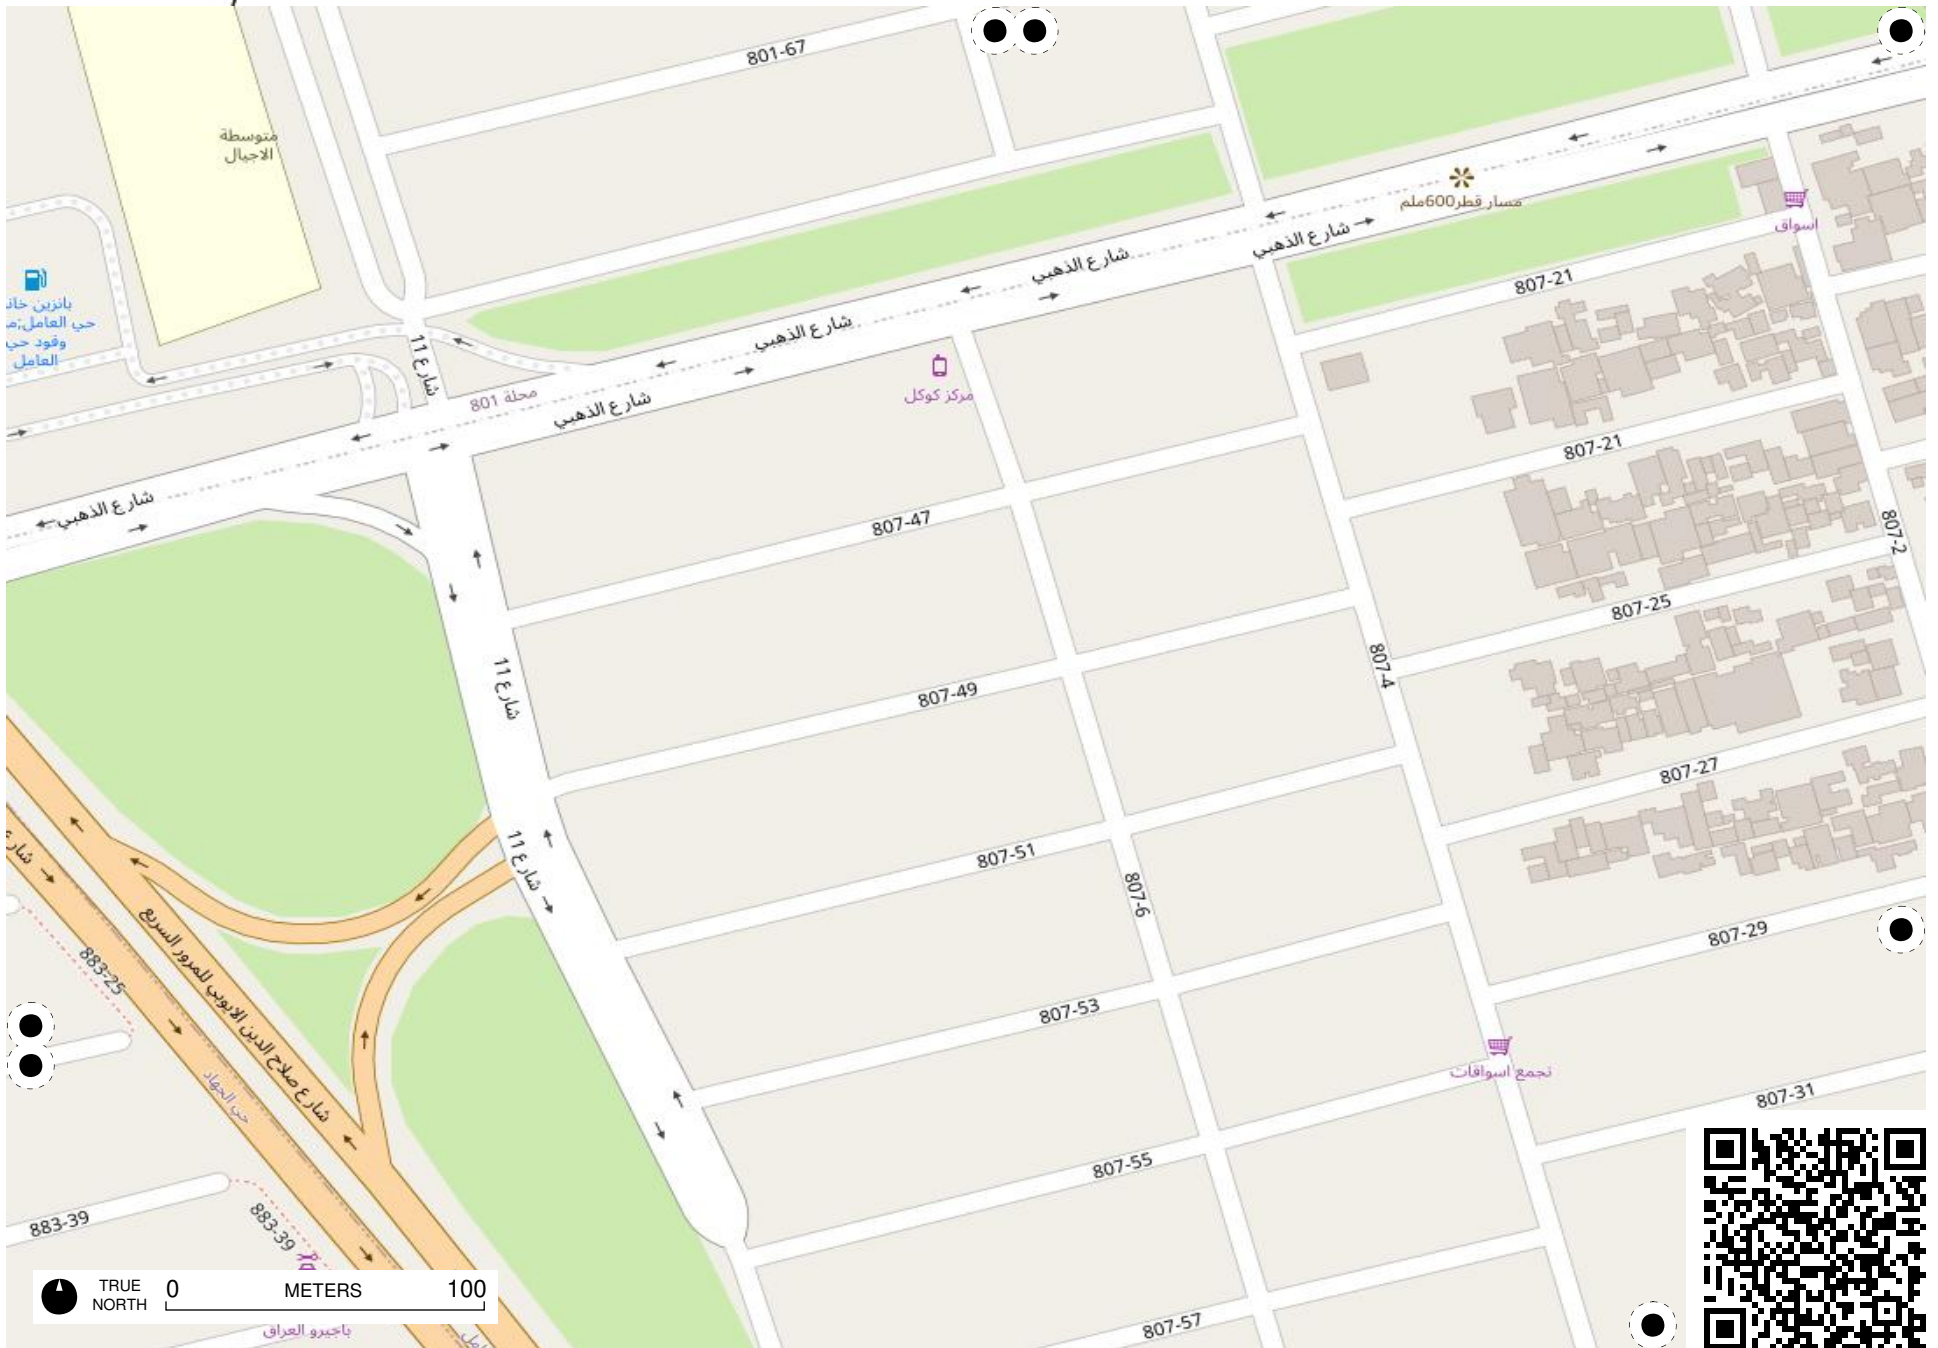 801-67
متوسطة
الاجيال
مسار قطر600ملم
اسواق
شارع الذهبي
شارع الذهبي
807-21
بانزين خان
حي العامل;م
وقود حي
العامل
شارع 11
شارع الذهبي
محلة 801
شارع الذهبي
مركز كوكل
807-21
شارع الذهبي
807-47
807-2
807-25
807-4
شارع 11
807-49
807-27
شارع
شارع 11
807-51
807-6
807-29
883-25
شارع صلاح الدين الايوبي للمرور السريع
807-53
حي الجهاد
تجمع اسواقات
807-31
807-55
883-39
883-39
TRUE
NORTH
0 METERS 100
باجيرو العراق
807-57